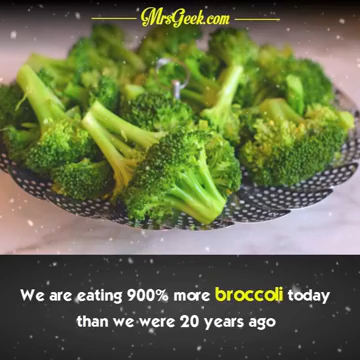 MrsGeek.com
We are eating 900% more broccoli today
than we were 20 years ago